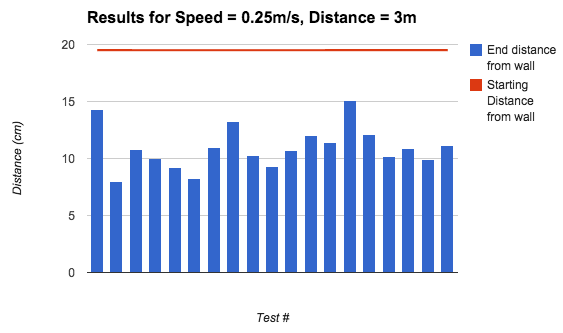 Results for Speed = 0.25m/s, Distance = 3m
20
15
10
5
0
Distance (cm)
Test #
End distance
from wall
Starting
Distance
from wall